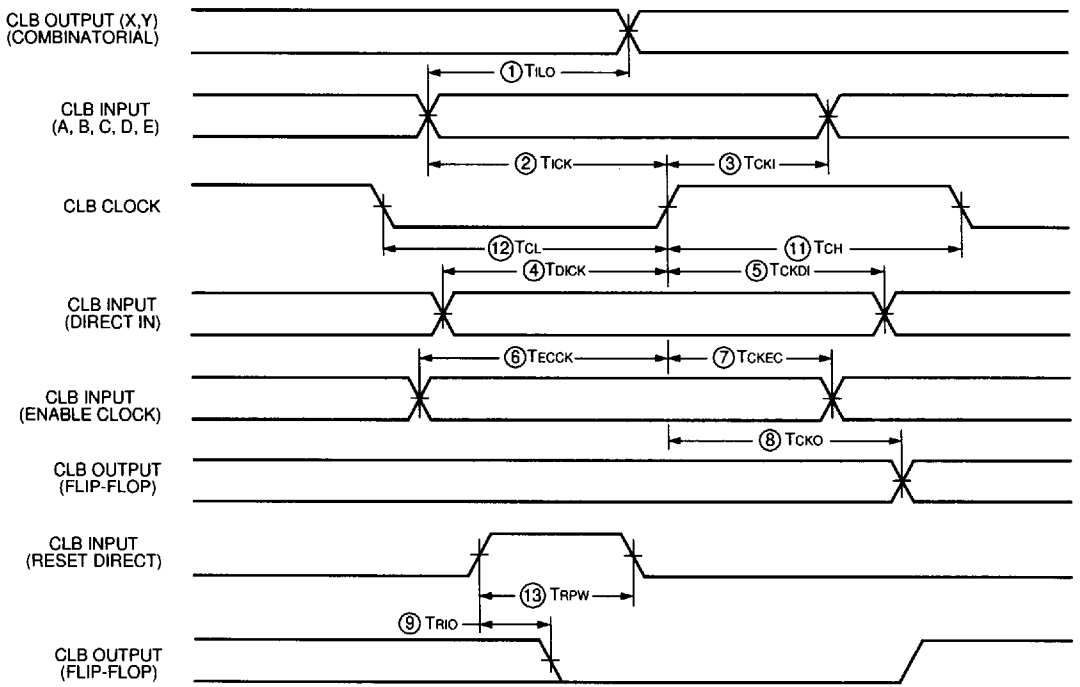 CLB OUTPUT (X,Y)
(COMBINATORIAL)
① TILO
CLB INPUT
(A, B, C, D, E)
② TICK
③ TCKI
CLB CLOCK
⑫ TCL
⑪ TCH
④ TDICK
⑤ TCKDI
CLB INPUT
(DIRECT IN)
⑥ TECCK
⑦ TCKEC
CLB INPUT
(ENABLE CLOCK)
⑧ TCKO
CLB OUTPUT
(FLIP-FLOP)
CLB INPUT
(RESET DIRECT)
⑬ TRPW
⑨ TRIO
CLB OUTPUT
(FLIP-FLOP)